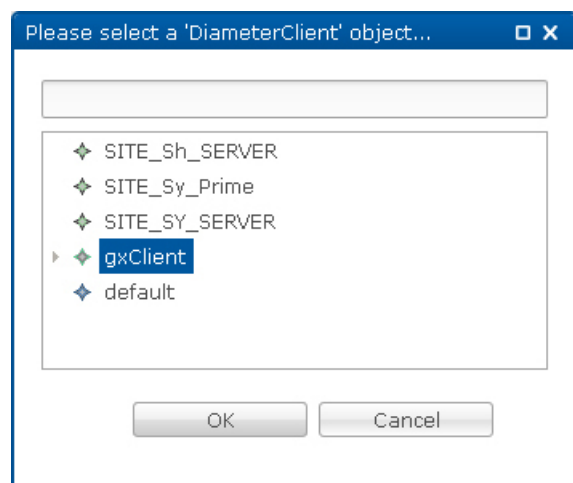 Please select a 'DiameterClient' object...
SITE_Sh_SERVER
SITE_Sy_Prime
SITE_SY_SERVER
gxClient
default
OK
Cancel